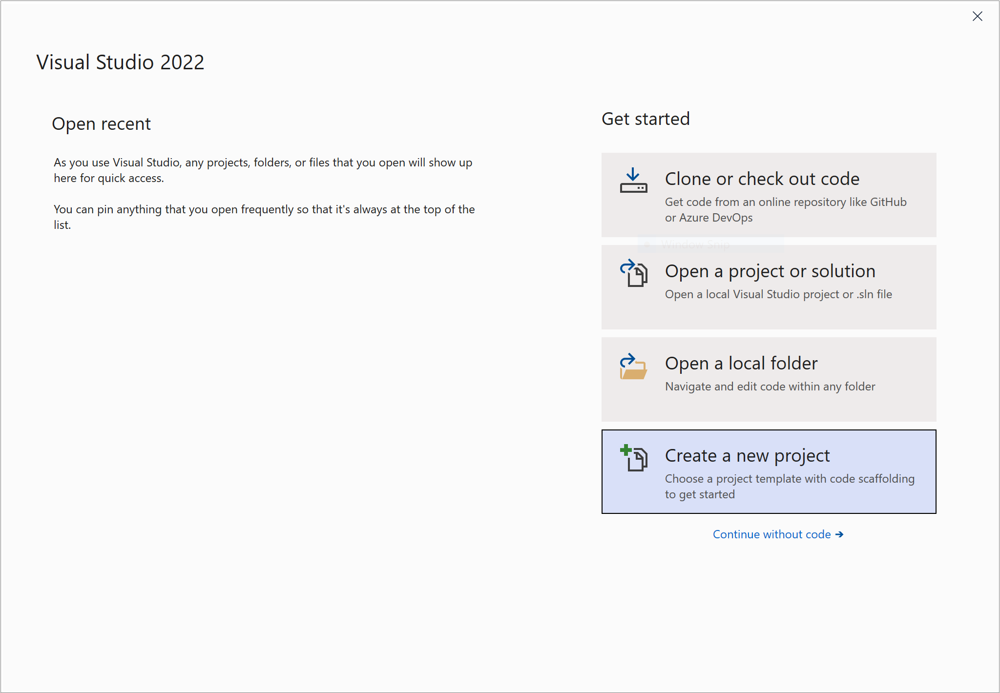 Visual Studio 2022
Open recent
As you use Visual Studio, any projects, folders, or files that you open will show up
here for quick access.
You can pin anything that you open frequently so that it's always at the top of the
list.
Get started
Clone or check out code
Get code from an online repository like GitHub
or Azure DevOps
Window Snip
Open a project or solution
Open a local Visual Studio project or .sln file
Open a local folder
Navigate and edit code within any folder
Create a new project
Choose a project template with code scaffolding
to get started
Continue without code